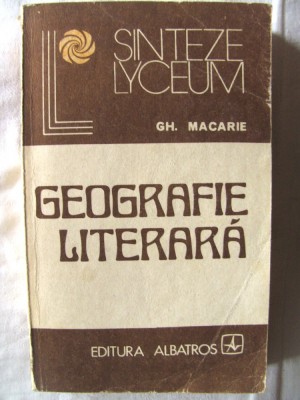 SINTEZE
LYCEUM
GH. MACARIE
GEOGRAFIE
LITERARĂ
EDITURA ALBATROS